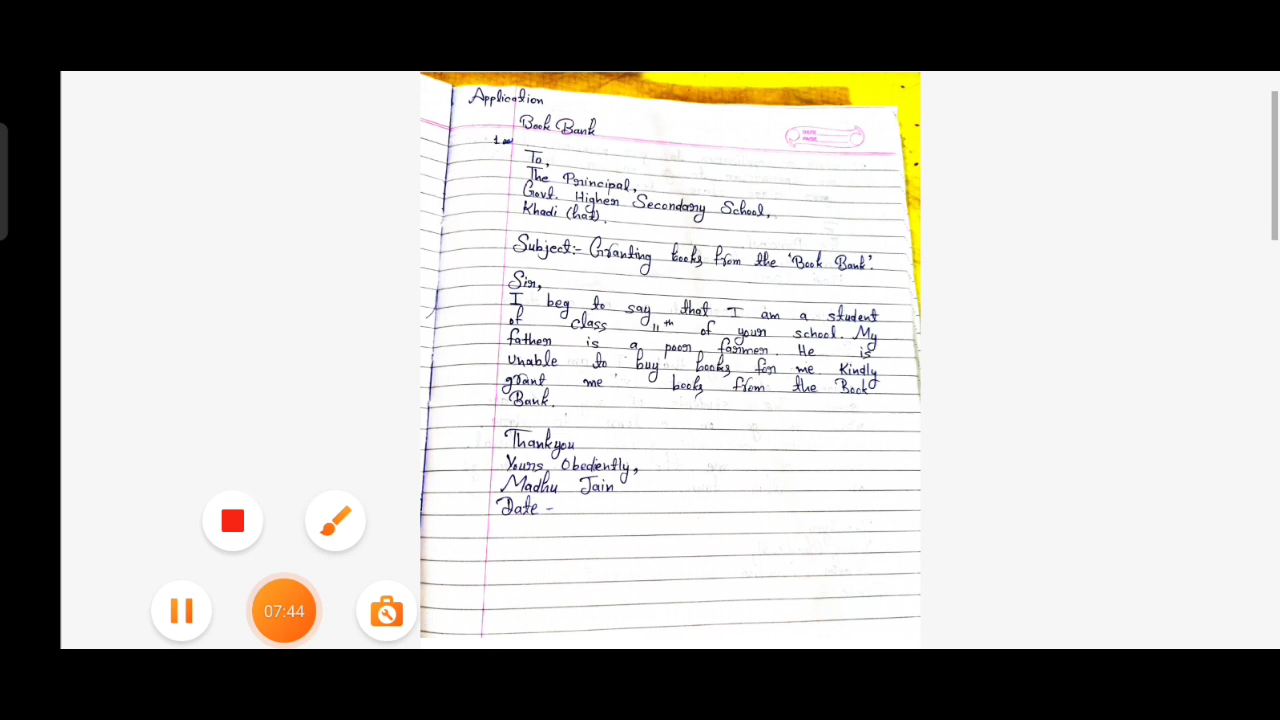 Application
Book Bank
1
To,
The Principal,
Govt. Higher Secondary School,
Khadi (hat).
Subject:- Granting books from the 'Book Bank'.
Sir,
I beg to say that I am a student
of class 11th of your school. My
father is a poor farmer. He is
unable to buy books for me Kindly
grant me books from the Book
Bank.
Thankyou
Yours Obediently,
Madhu Jain
Date -
07:44